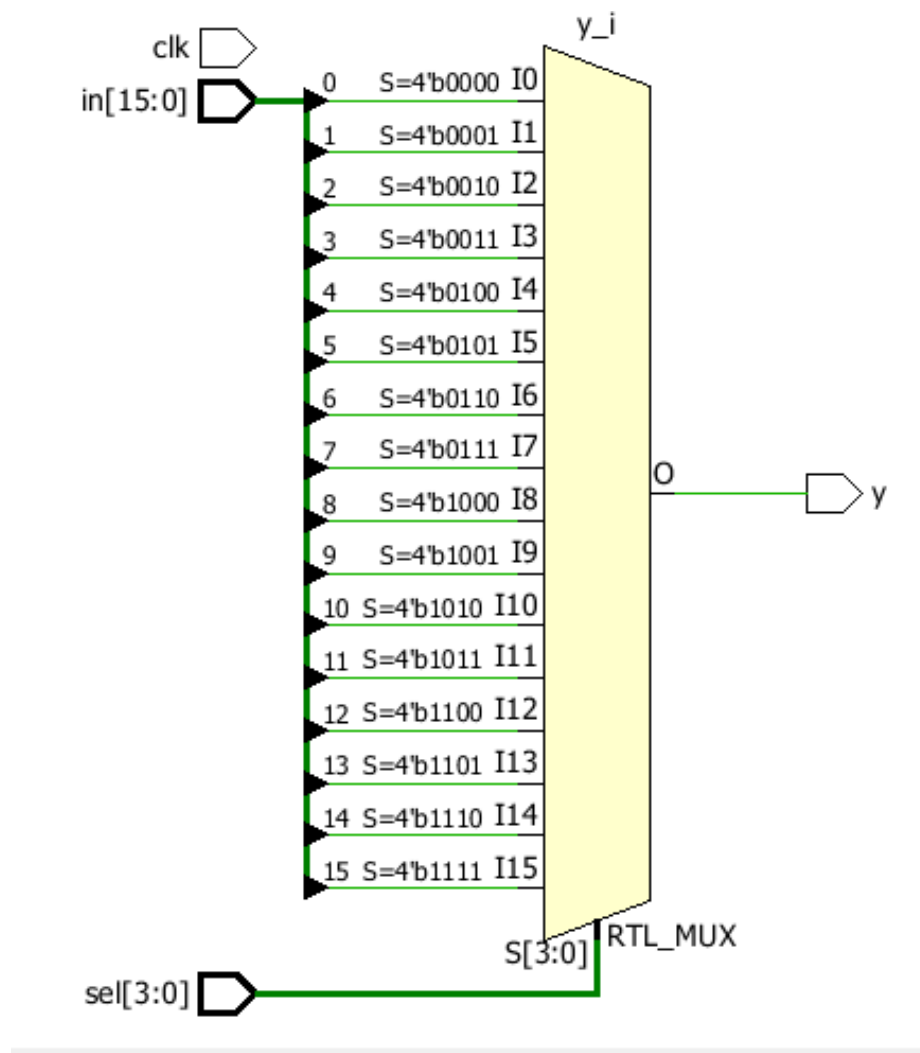 y_i
clk
in[15:0]
0 S=4'b0000 I0
1 S=4'b0001 I1
2 S=4'b0010 I2
3 S=4'b0011 I3
4 S=4'b0100 I4
5 S=4'b0101 I5
6 S=4'b0110 I6
7 S=4'b0111 I7
O
y
8 S=4'b1000 I8
9 S=4'b1001 I9
10 S=4'b1010 I10
11 S=4'b1011 I11
12 S=4'b1100 I12
13 S=4'b1101 I13
14 S=4'b1110 I14
15 S=4'b1111 I15
S[3:0] RTL_MUX
sel[3:0]